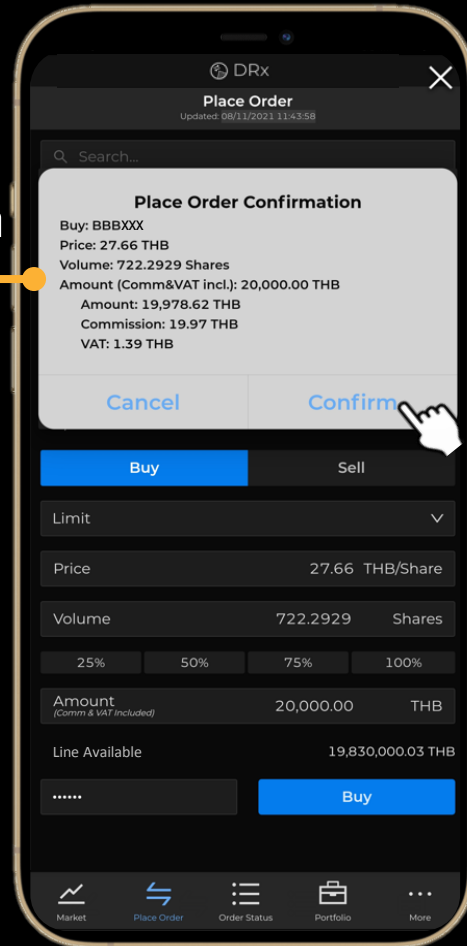 DRx
Place Order
Updated: 08/11/2021 11:43:58
Search...
Place Order Confirmation
Buy: BBBXXX
Price: 27.66 THB
Volume: 722.2929 Shares
Amount (Comm&VAT incl.): 20,000.00 THB
Amount: 19,978.62 THB
Commission: 19.97 THB
VAT: 1.39 THB
Cancel Confirm
Buy Sell
Limit
Price 27.66 THB/Share
Volume 722.2929 Shares
25% 50% 75% 100%
Amount 20,000.00 THB
(Comm & VAT Included)
Line Available 19,830,000.03 THB
•••••• Buy
Market Place Order Order Status Portfolio More